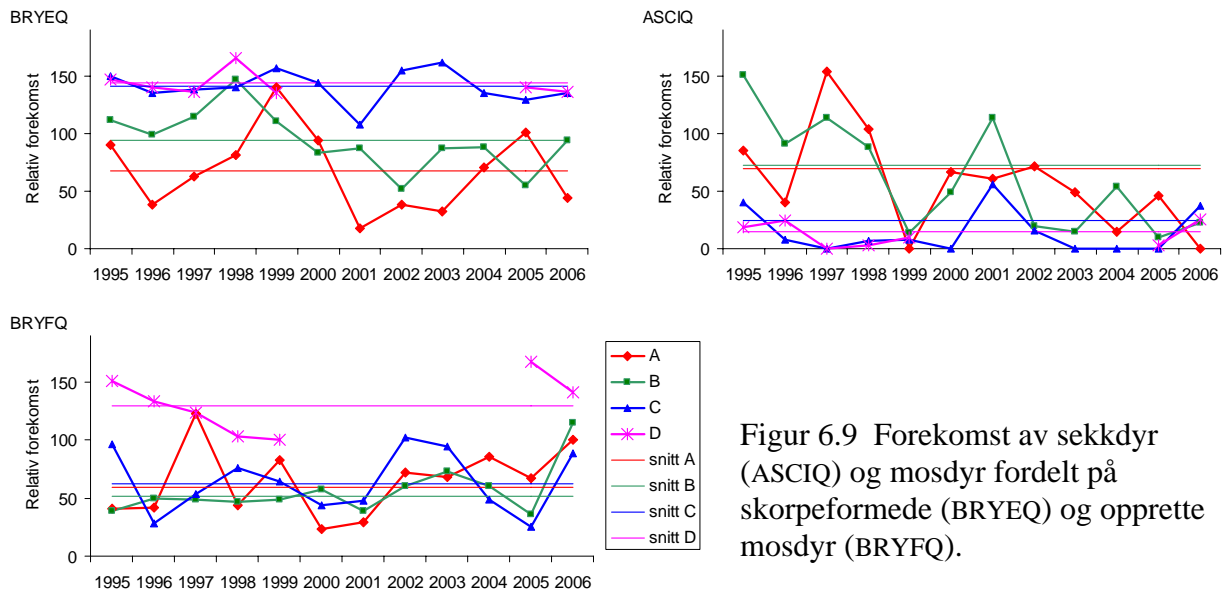 BRYEQ
Relativ forekomst
150
100
50
0
1995 1996 1997 1998 1999 2000 2001 2002 2003 2004 2005 2006
ASCIQ
Relativ forekomst
150
100
50
0
1995 1996 1997 1998 1999 2000 2001 2002 2003 2004 2005 2006
BRYFQ
Relativ forekomst
150
100
50
0
1995 1996 1997 1998 1999 2000 2001 2002 2003 2004 2005 2006
A
B
C
D
snitt A
snitt B
snitt C
snitt D
Figur 6.9 Forekomst av sekkdyr
(ASCIQ) og mosdyr fordelt på
skorpeformede (BRYEQ) og opprette
mosdyr (BRYFQ).